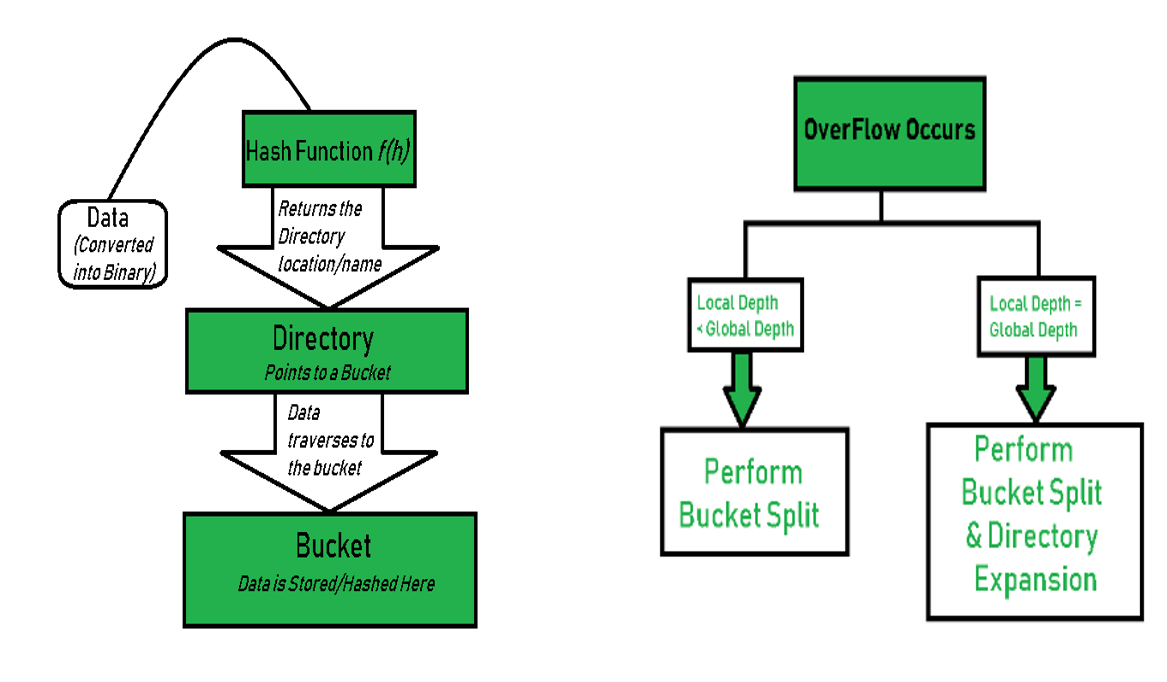 Hash Function f(h)
Data
(Converted
into Binary)
Returns the
Directory
location/name
Directory
Points to a Bucket
Data
traverses to
the bucket
Bucket
Data is Stored/Hashed Here
OverFlow Occurs
Local Depth
< Global Depth
Perform
Bucket Split
Local Depth =
Global Depth
Perform
Bucket Split
& Directory
Expansion